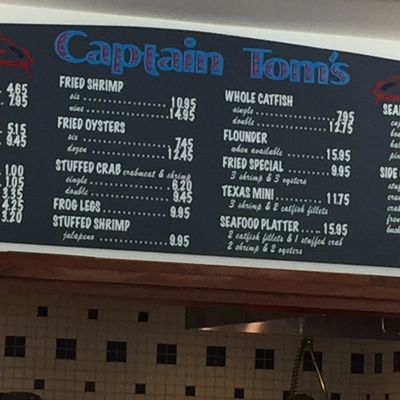 Captain Tom's
4.65
7.95
5.15
9.45
1.00
1.05
3.20
FRIED SHRIMP
six 10.95
nine 14.95
FRIED OYSTERS
six 7.45
dozen 12.45
STUFFED CRAB crabmeat & shrimp
single 6.20
double 9.45
FROG LEGS 9.95
STUFFED SHRIMP
jalapeno 9.95
WHOLE CATFISH
single 7.95
double 12.75
FLOUNDER
when available 15.95
FRIED SPECIAL 9.95
3 shrimp & 3 oysters
TEXAS MINI 11.75
3 shrimp & 2 catfish fillets
SEAFOOD PLATTER 15.95
2 catfish fillets & 1 stuffed crab
2 shrimp & 2 oysters
SIDE